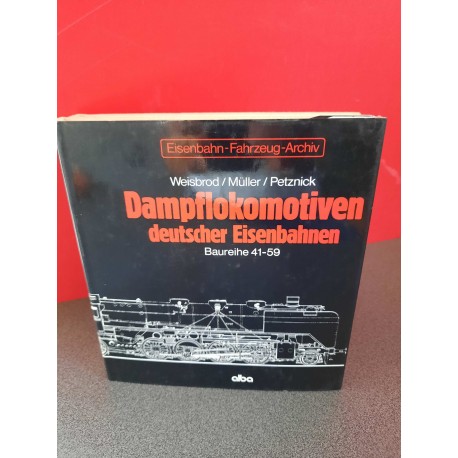 Eisenbahn-Fahrzeug-Archiv
Weisbrod/Müller/Petznick
Dampflokomotiven
deutscher Eisenbahnen
Baureihe 41-59
alba